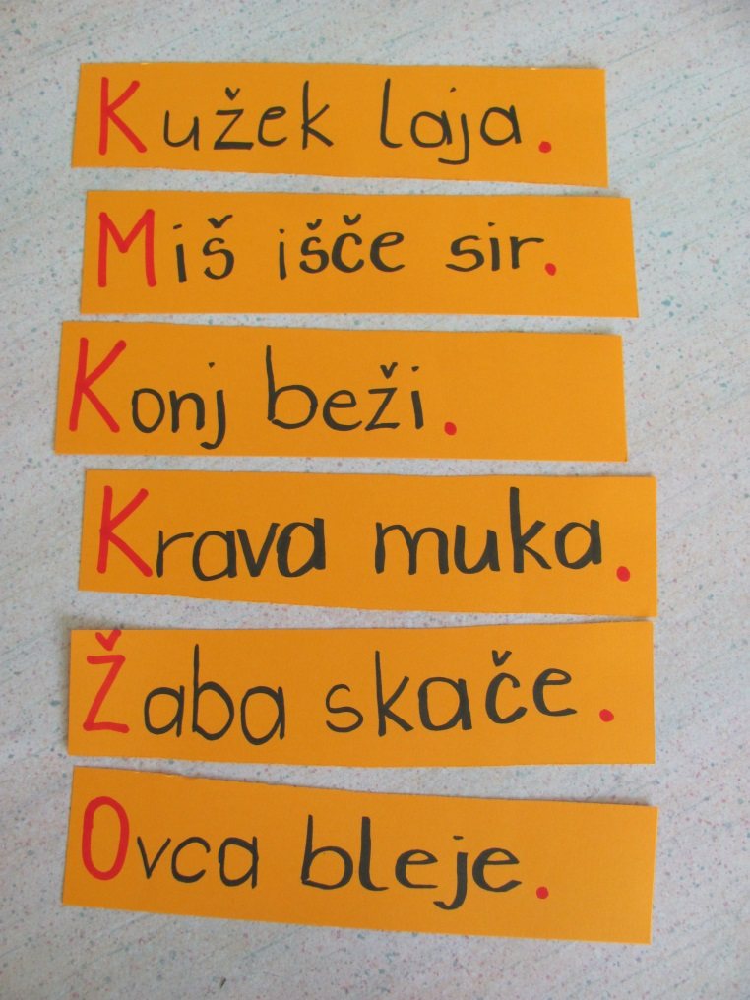 Kužek laja.
Miš išče sir.
Konj beži.
Krava muka.
Žaba skače.
Ovca bleje.